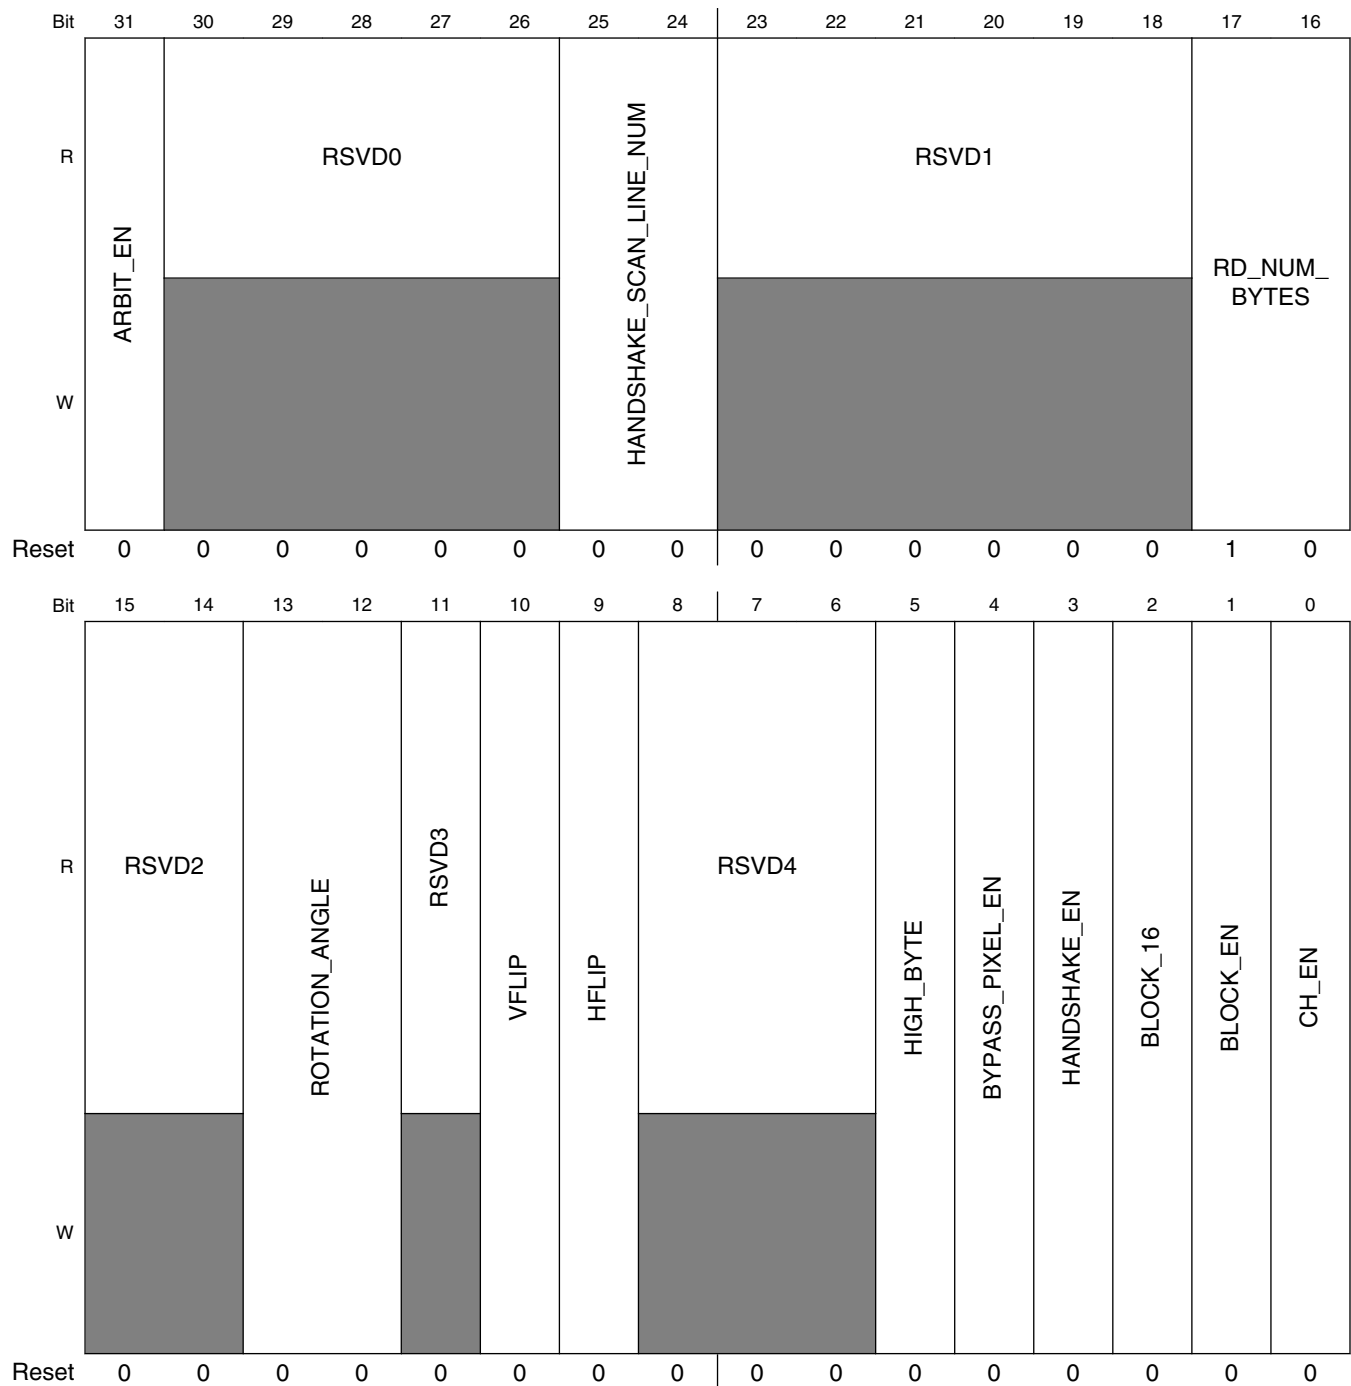 Bit 31 30 29 28 27 26 25 24 23 22 21 20 19 18 17 16
R
W
ARBIT_EN
RSVD0
HANDSHAKE_SCAN_LINE_NUM
RSVD1
RD_NUM_
BYTES
Reset 0 0 0 0 0 0 0 0 0 0 0 0 0 0 1 0
Bit 15 14 13 12 11 10 9 8 7 6 5 4 3 2 1 0
R
W
RSVD2
ROTATION_ANGLE
RSVD3
VFLIP
HFLIP
RSVD4
HIGH_BYTE
BYPASS_PIXEL_EN
HANDSHAKE_EN
BLOCK_16
BLOCK_EN
CH_EN
Reset 0 0 0 0 0 0 0 0 0 0 0 0 0 0 0 0